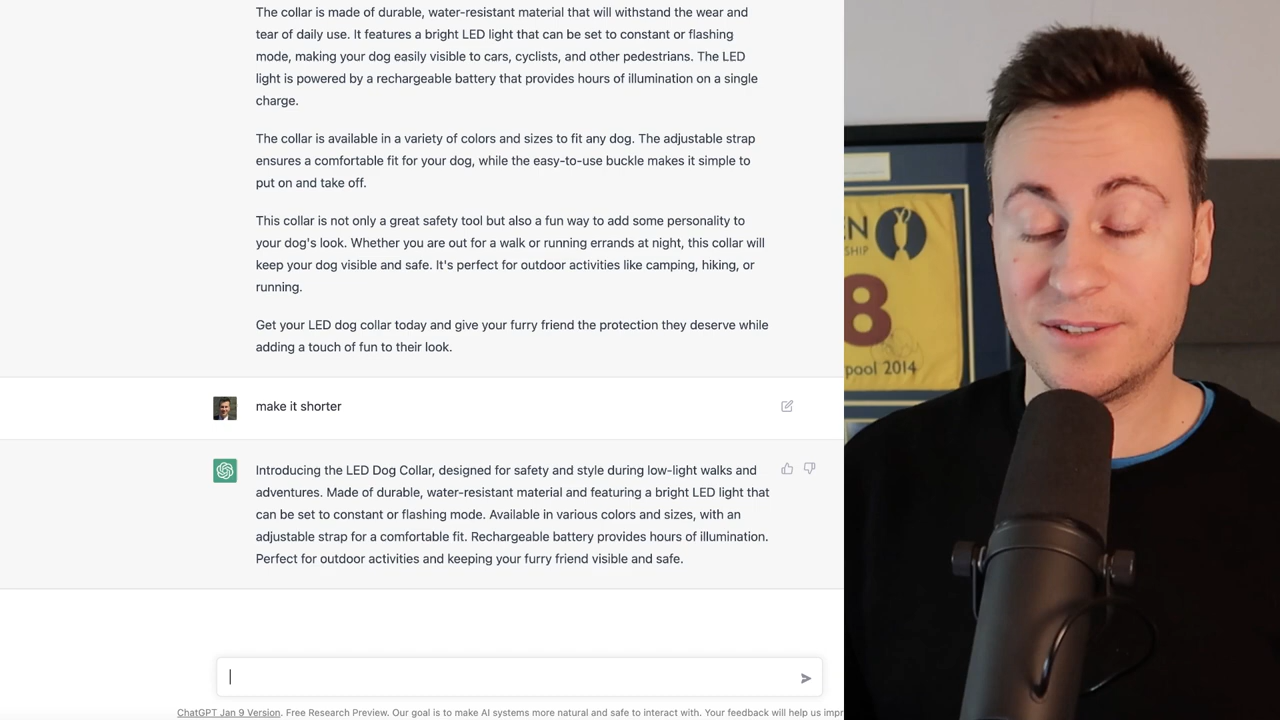 The collar is made of durable, water-resistant material that will withstand the wear and
tear of daily use. It features a bright LED light that can be set to constant or flashing
mode, making your dog easily visible to cars, cyclists, and other pedestrians. The LED
light is powered by a rechargeable battery that provides hours of illumination on a single
charge.
The collar is available in a variety of colors and sizes to fit any dog. The adjustable strap
ensures a comfortable fit for your dog, while the easy-to-use buckle makes it simple to
put on and take off.
This collar is not only a great safety tool but also a fun way to add some personality to
your dog's look. Whether you are out for a walk or running errands at night, this collar will
keep your dog visible and safe. It's perfect for outdoor activities like camping, hiking, or
running.
Get your LED dog collar today and give your furry friend the protection they deserve while
adding a touch of fun to their look.
make it shorter
Introducing the LED Dog Collar, designed for safety and style during low-light walks and
adventures. Made of durable, water-resistant material and featuring a bright LED light that
can be set to constant or flashing mode. Available in various colors and sizes, with an
adjustable strap for a comfortable fit. Rechargeable battery provides hours of illumination.
Perfect for outdoor activities and keeping your furry friend visible and safe.
ChatGPT Jan 9 Version. Free Research Preview. Our goal is to make AI systems more natural and safe to interact with. Your feedback will help us impr
EN
SHIP
8
pool 2014